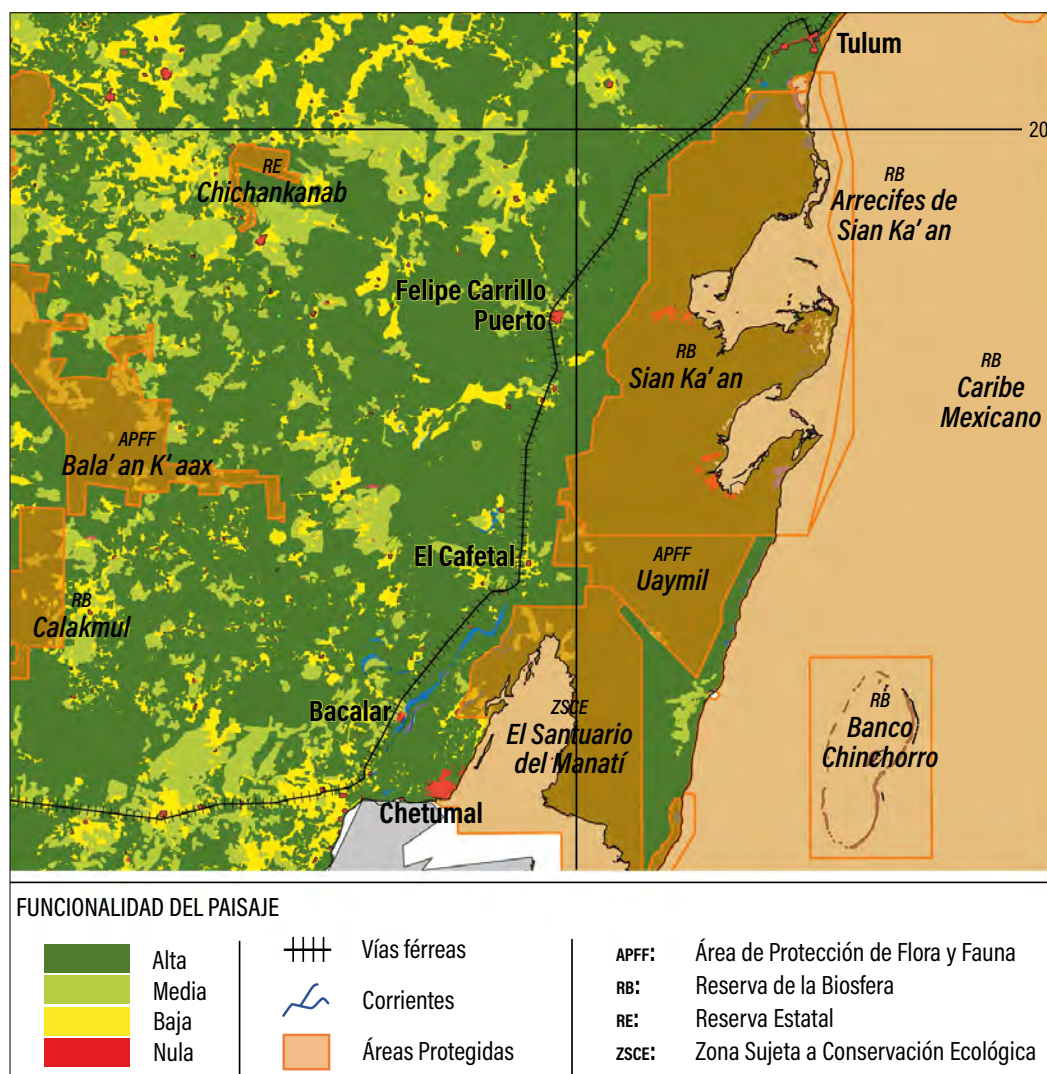 Tulum
20
RE
Chichankanab
RB
Arrecifes de
Sian Ka' an
Felipe Carrillo
Puerto
RB
Sian Ka' an
RB
Caribe
Mexicano
APFF
Bala' an K' aax
El Cafetal
APFF
Uaymil
RB
Calakmul
Bacalar
ZSCE
El Santuario
del Manatí
RB
Banco
Chinchorro
Chetumal
FUNCIONALIDAD DEL PAISAJE
Alta
Media
Baja
Nula
Vías férreas
Corrientes
Áreas Protegidas
APFF: Área de Protección de Flora y Fauna
RB: Reserva de la Biosfera
RE: Reserva Estatal
ZSCE: Zona Sujeta a Conservación Ecológica